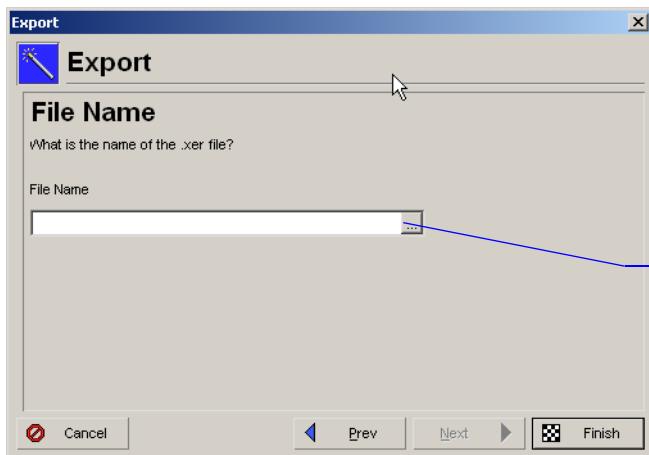 Export
Export
File Name
What is the name of the .xer file?
File Name
...
Cancel
Prev
Next
Finish